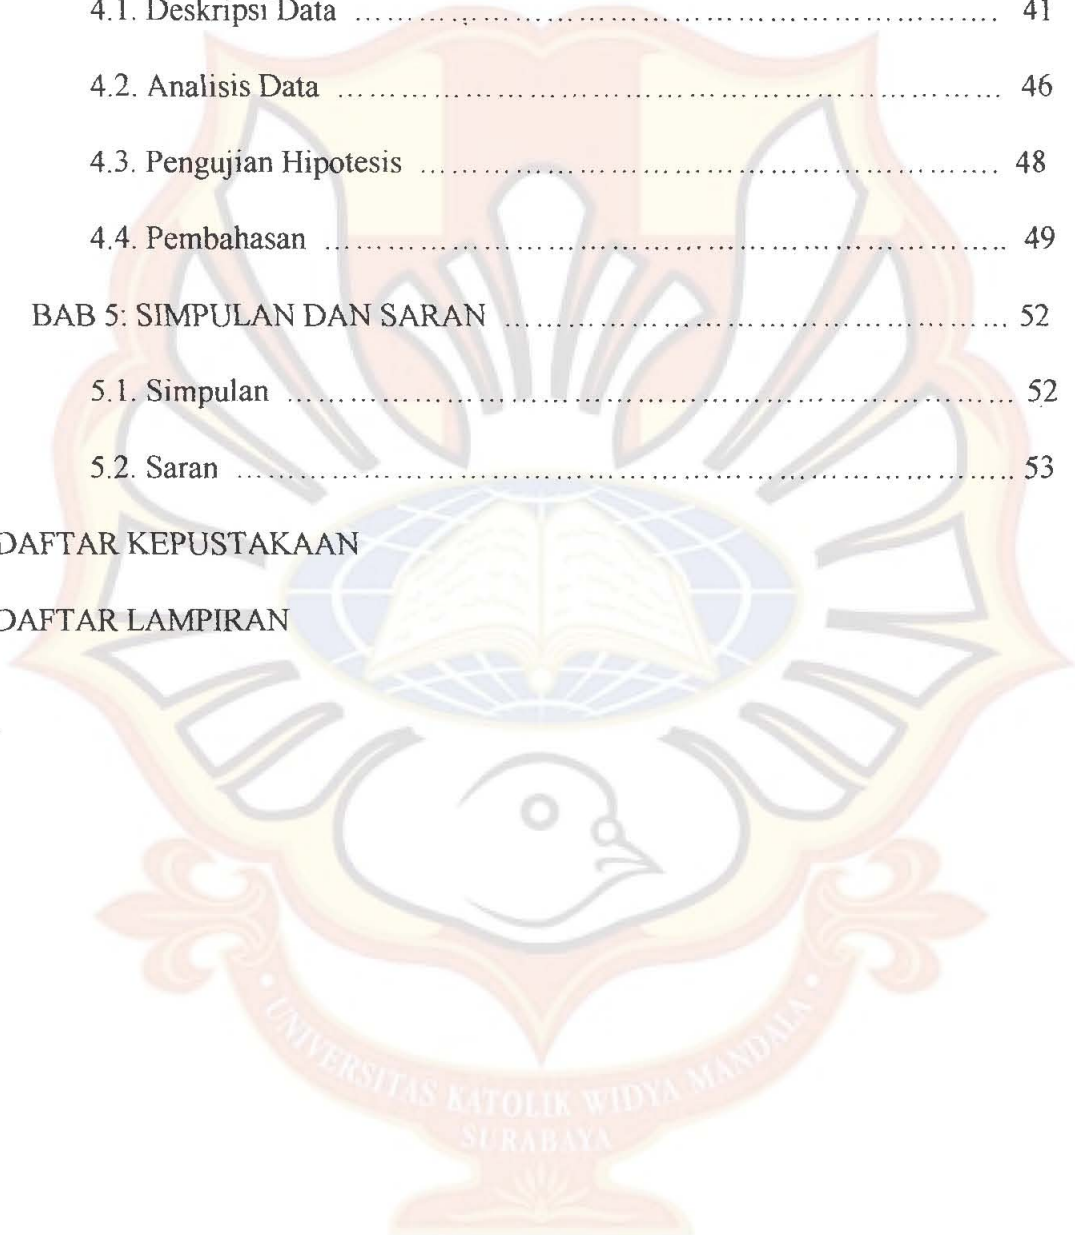 4.1. Deskripsi Data ........................................................ 41
4.2. Analisis Data ........................................................ 46
4.3. Pengujian Hipotesis ........................................................ 48
4.4. Pembahasan ........................................................ 49
BAB 5: SIMPULAN DAN SARAN ........................................................ 52
5.1. Simpulan ........................................................ 52
5.2. Saran ........................................................ 53
DAFTAR KEPUSTAKAAN
DAFTAR LAMPIRAN
UNIVERSITAS KATOLIK WIDYA MANDALA
SURABAYA